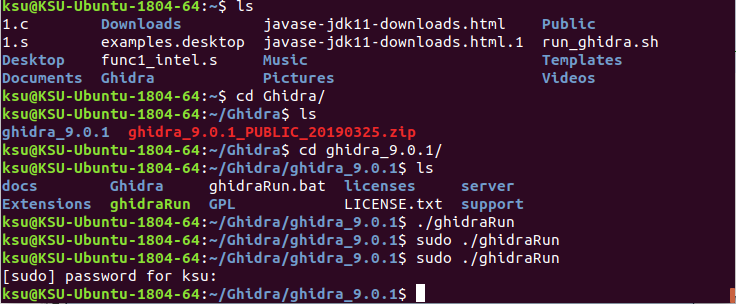 ksu@KSU-Ubuntu-1804-64:~$ ls
1.c Downloads javase-jdk11-downloads.html Public
1.s examples.desktop javase-jdk11-downloads.html.1 run_ghidra.sh
Desktop func1_intel.s Music Templates
Documents Ghidra Pictures Videos
ksu@KSU-Ubuntu-1804-64:~$ cd Ghidra/
ksu@KSU-Ubuntu-1804-64:~/Ghidra$ ls
ghidra_9.0.1 ghidra_9.0.1_PUBLIC_20190325.zip
ksu@KSU-Ubuntu-1804-64:~/Ghidra$ cd ghidra_9.0.1/
ksu@KSU-Ubuntu-1804-64:~/Ghidra/ghidra_9.0.1$ ls
docs Ghidra ghidraRun.bat licenses server
Extensions ghidraRun GPL LICENSE.txt support
ksu@KSU-Ubuntu-1804-64:~/Ghidra/ghidra_9.0.1$ ./ghidraRun
ksu@KSU-Ubuntu-1804-64:~/Ghidra/ghidra_9.0.1$ sudo ./ghidraRun
ksu@KSU-Ubuntu-1804-64:~/Ghidra/ghidra_9.0.1$ sudo ./ghidraRun
[sudo] password for ksu:
ksu@KSU-Ubuntu-1804-64:~/Ghidra/ghidra_9.0.1$